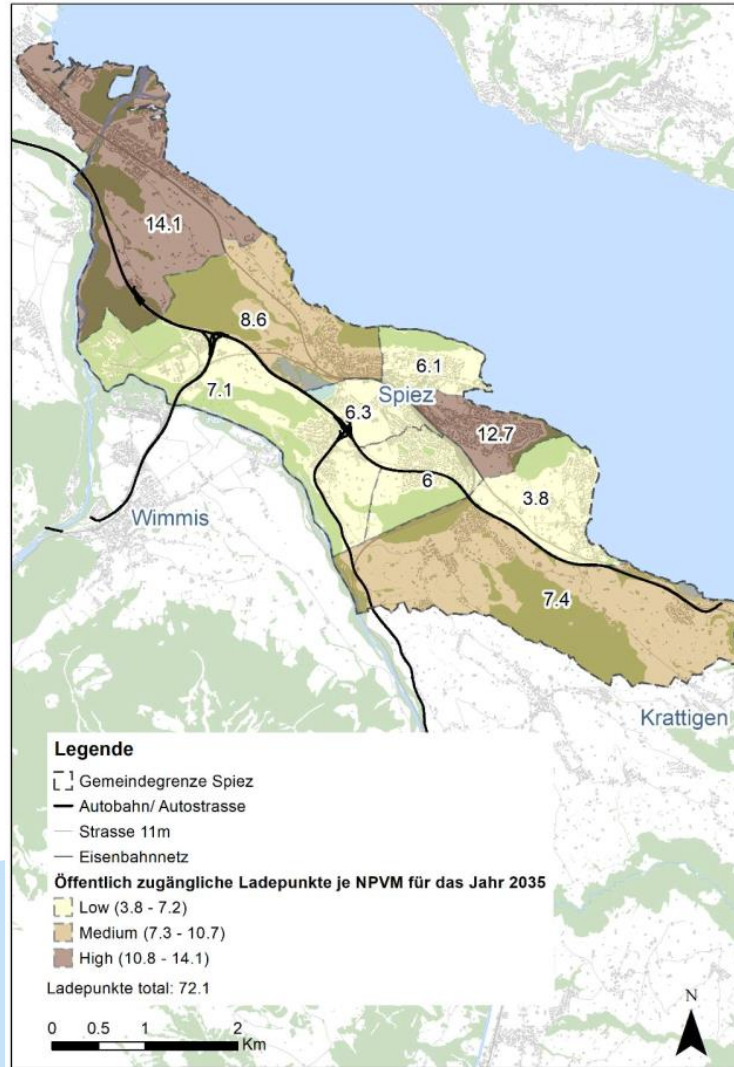 14.1
8.6
6.1
7.1
6.3
Spiez
12.7
6
3.8
Wimmis
7.4
Krattigen
Legende
Gemeindegrenze Spiez
Autobahn/ Autostrasse
Strasse 11m
Eisenbahnnetz
Öffentlich zugängliche Ladepunkte je NPVM für das Jahr 2035
Low (3.8 - 7.2)
Medium (7.3 - 10.7)
High (10.8 - 14.1)
Ladepunkte total: 72.1
0 0.5 1 2
Km
N